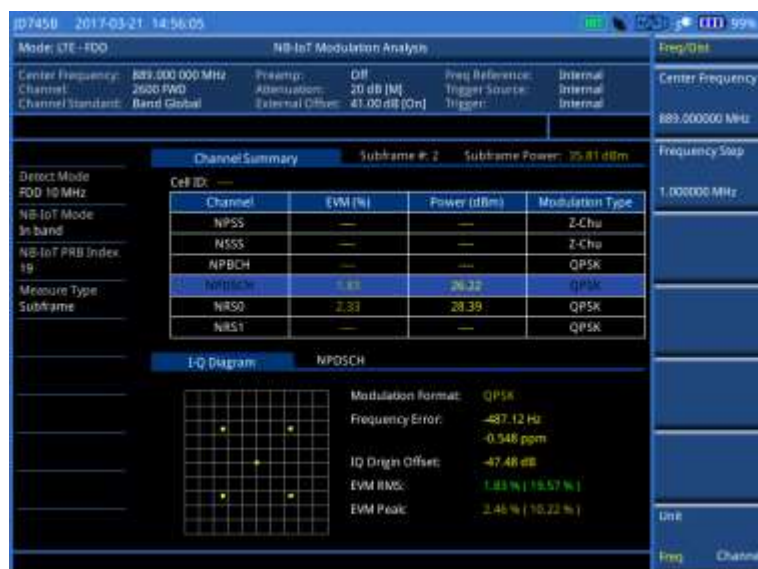 JD745B 2017-03-21 14:56:05 99%
Mode: LTE - FDD NB-IoT Modulation Analysis Freq/Dist
Center Frequency: 889.000 000 MHz Preamp: Off Freq Reference: Internal
Channel: 2600 FWD Attenuation: 20 dB [M] Trigger Source: Internal
Channel Standard: Band Global External Offset: 41.00 dB [On] Trigger: Internal
Center Frequency
889.000000 MHz
Channel Summary Subframe #: 2 Subframe Power: 35.81 dBm
Frequency Step
1.000000 MHz
Detect Mode
FDD 10 MHz
NB-IoT Mode
In band
NB-IoT PRB Index
19
Measure Type
Subframe
Cell ID: ----
Channel EVM (%) Power (dBm) Modulation Type
NPSS ---- ---- Z-Chu
NSSS ---- ---- Z-Chu
NPBCH ---- ---- QPSK
NPDSCH 1.83 26.22 QPSK
NRS0 2.33 28.39 QPSK
NRS1 ---- ---- QPSK
I-Q Diagram NPDSCH
Modulation Format: QPSK
Frequency Error: -487.12 Hz
-0.548 ppm
IQ Origin Offset: -47.48 dB
EVM RMS: 1.83 % ( 19.57 % )
EVM Peak: 2.46 % ( 10.22 % )
Unit
Freq Channel